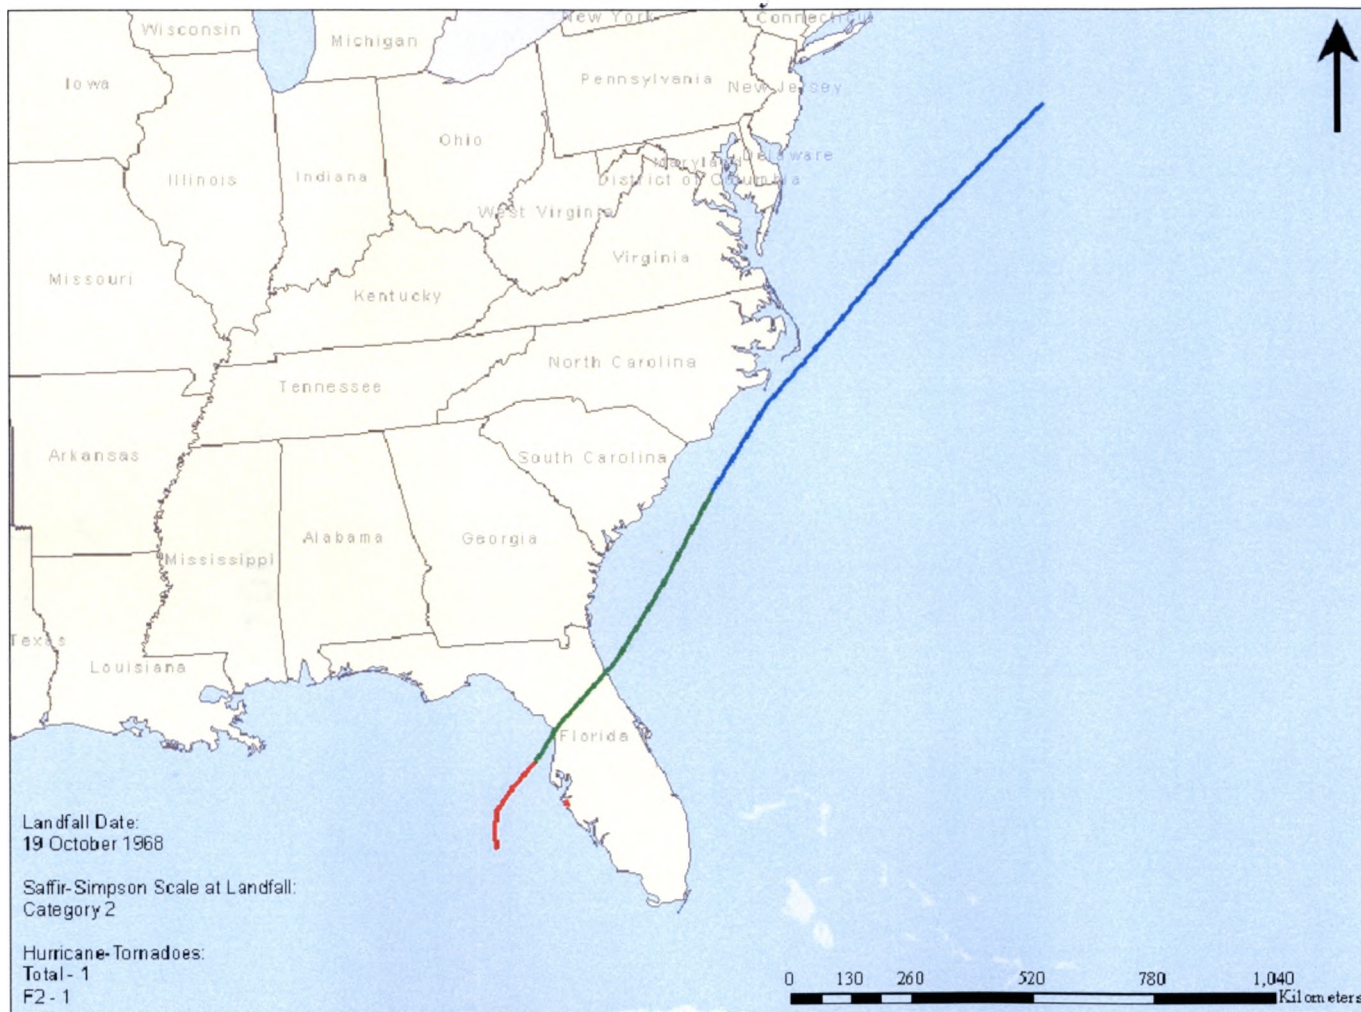 New York
Connecticut
Wisconsin
Michigan
Iowa
Pennsylvania
New Jersey
Ohio
Maryland
Delaware
Illinois
Indiana
District of Columbia
West Virginia
Virginia
Missouri
Kentucky
North Carolina
Tennessee
Arkansas
South Carolina
Alabama
Georgia
Mississippi
Texas
Louisiana
Florida
Landfall Date:
19 October 1968
Saffir-Simpson Scale at Landfall:
Category 2
Hurricane-Tornadoes:
Total - 1
F2 - 1
0 130 260 520 780 1,040
Kilometers